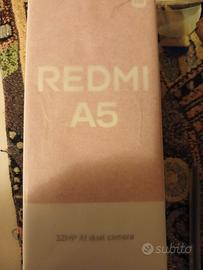 REDMI
A5
32MP AI dual camera
subito